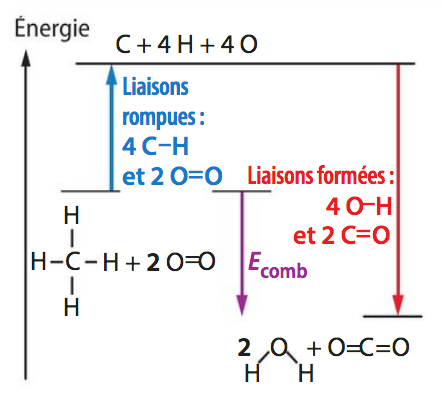 Énergie
C + 4 H + 4 O
Liaisons
rompues :
4 C–H
et 2 O=O
Liaisons formées :
4 O–H
et 2 C=O
H
H–C–H + 2 O=O
H
Ecomb
2 O + O=C=O
H H